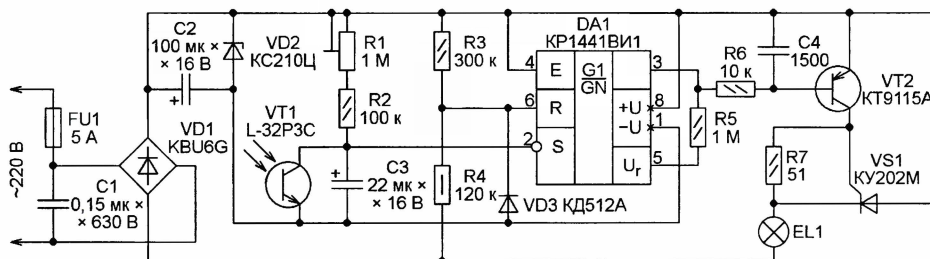 C2
100 мк ×
× 16 В
VD2
КС210Ц
R1
1 М
R3
300 к
DA1
КР1441ВИ1
4
E
G1
GN
3
R6
10 к
C4
1500
VT2
КТ9115А
FU1
5 А
VD1
KBU6G
VT1
L-32P3C
R2
100 к
6
R
+U
8
-U
1
R5
1 М
~220 В
C1
0,15 мк ×
× 630 В
C3
22 мк ×
× 16 В
R4
120 к
2
S
Ur
5
R7
51
VS1
КУ202М
VD3 КД512А
EL1